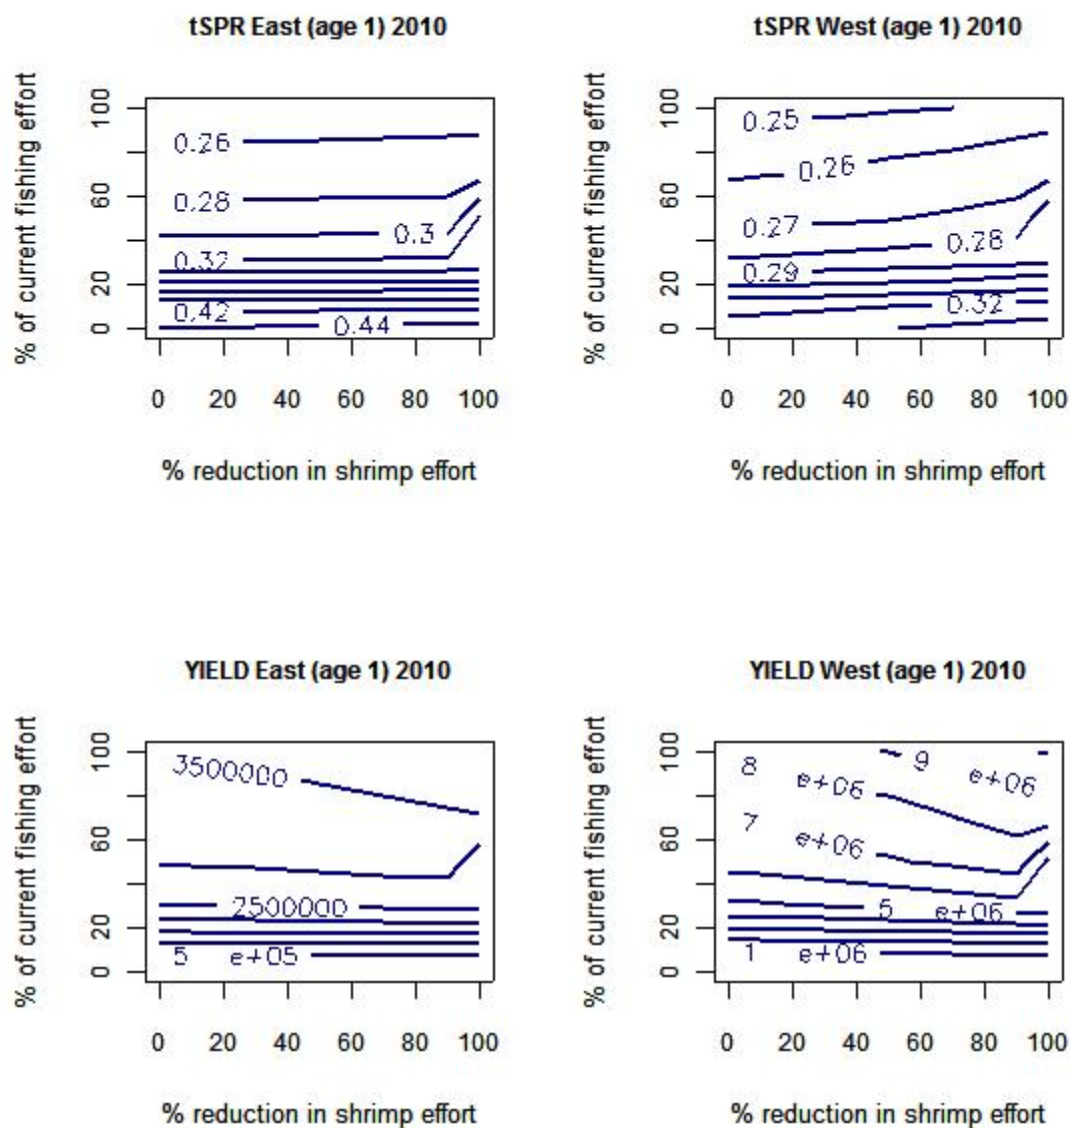 tSPR East (age 1) 2010
% of current fishing effort
100
60
20
0
0.26
0.28
0.3
0.32
0.42
0.44
0 20 40 60 80 100
% reduction in shrimp effort
tSPR West (age 1) 2010
% of current fishing effort
100
60
20
0
0.25
0.26
0.27
0.28
0.29
0.32
0 20 40 60 80 100
% reduction in shrimp effort
YIELD East (age 1) 2010
% of current fishing effort
100
60
20
0
3500000
2500000
5 e+05
0 20 40 60 80 100
% reduction in shrimp effort
YIELD West (age 1) 2010
% of current fishing effort
100
60
20
0
9 e+06
8 e+06
7 e+06
5 e+06
1 e+06
0 20 40 60 80 100
% reduction in shrimp effort